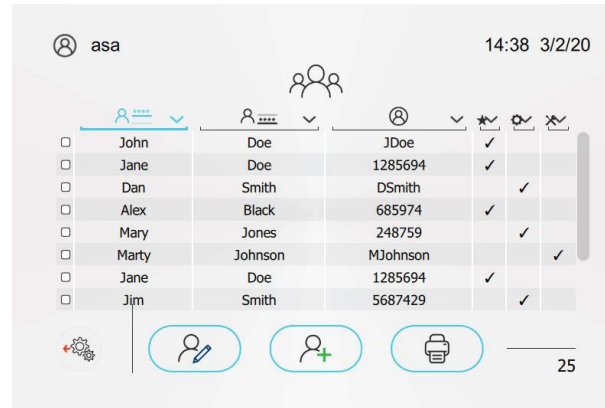 asa 14:38 3/2/20
John Doe JDoe ✓
Jane Doe 1285694 ✓
Dan Smith DSmith ✓
Alex Black 685974 ✓
Mary Jones 248759 ✓
Marty Johnson MJohnson ✓
Jane Doe 1285694 ✓
Jim Smith 5687429 ✓
25